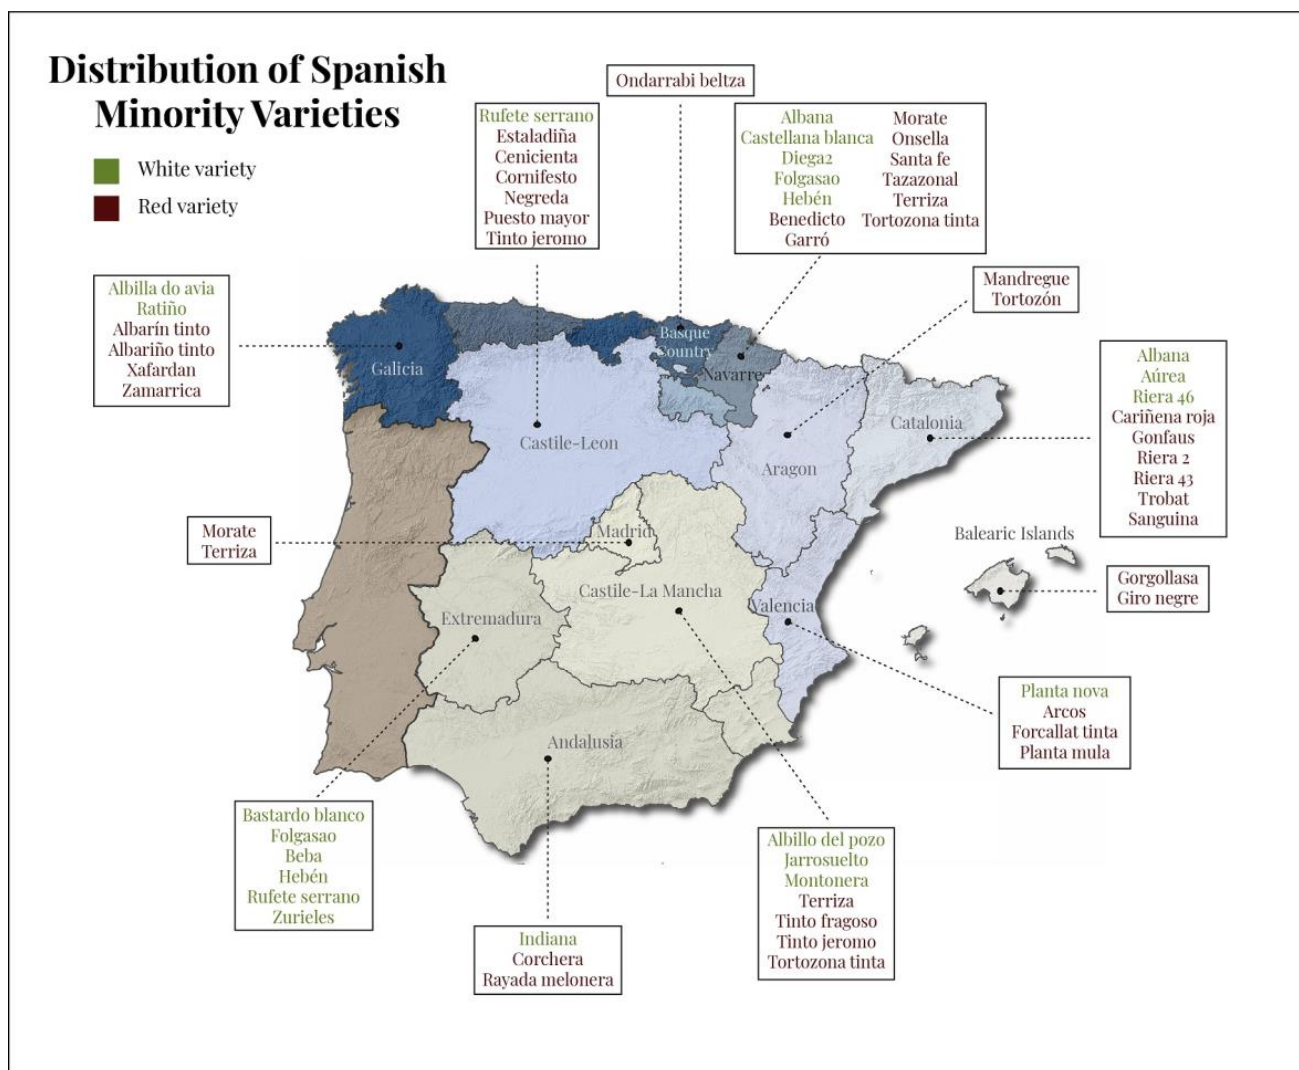 Distribution of Spanish
Minority Varieties
White variety
Red variety
Ondarrabi beltza
Rufete serrano
Estaladiña
Cenicienta
Cornifesto
Negreda
Puesto mayor
Tinto jeromo
Albana
Castellana blanca
Diega2
Folgasao
Hebén
Benedicto
Garró
Morate
Onsella
Santa fe
Tazazonal
Terriza
Tortozona tinta
Mandregue
Tortozón
Albilla do avia
Ratiño
Albarín tinto
Albariño tinto
Xafardan
Zamarrica
Galicia
Basque
Country
Navarre
Castile-Leon
Aragon
Catalonia
Albana
Aúrea
Riera 46
Cariñena roja
Gonfaus
Riera 2
Riera 43
Trobat
Sanguina
Morate
Terriza
Madrid
Balearic Islands
Gorgollasa
Giro negre
Castile-La Mancha
Extremadura
Valencia
Planta nova
Arcos
Forcallat tinta
Planta mula
Andalusia
Bastardo blanco
Folgasao
Beba
Hebén
Rufete serrano
Zurieles
Indiana
Corchera
Rayada melonera
Albillo del pozo
Jarrosuelto
Montonera
Terriza
Tinto fragoso
Tinto jeromo
Tortozona tinta